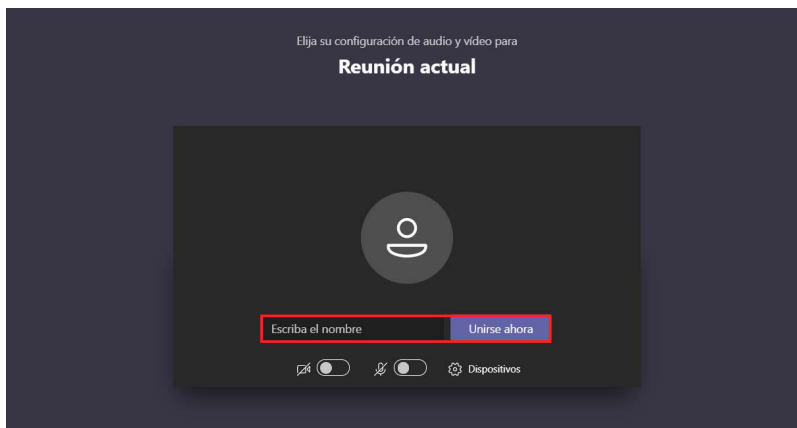 Elija su configuración de audio y vídeo para
Reunión actual
Escriba el nombre
Unirse ahora
Dispositivos